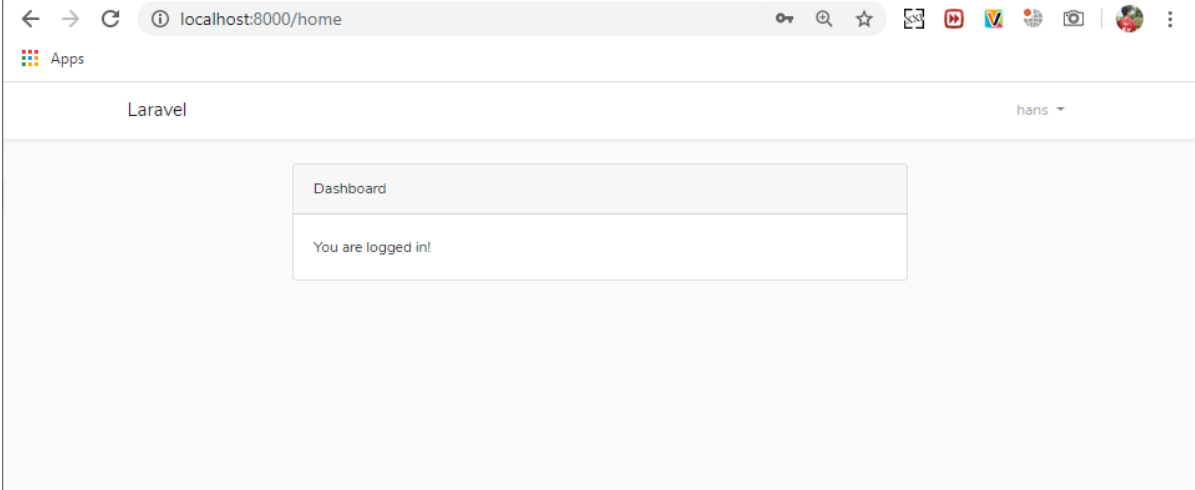 localhost:8000/home
Apps
Laravel
hans
Dashboard
You are logged in!